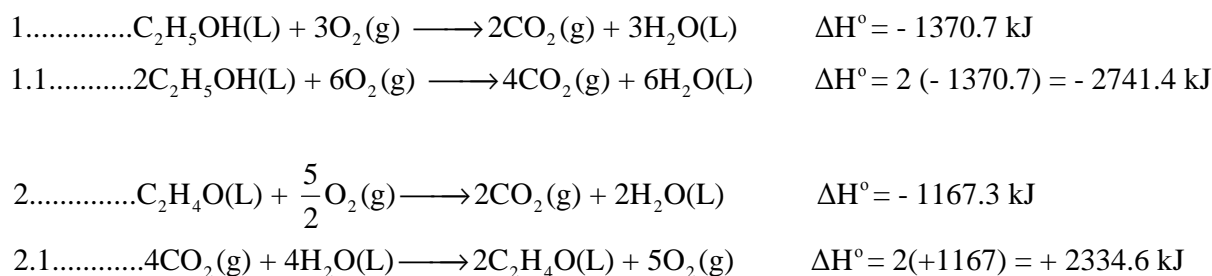 1..............C₂H₅OH(L) + 3O₂(g) ⟶ 2CO₂(g) + 3H₂O(L) ΔH° = - 1370.7 kJ
1.1...........2C₂H₅OH(L) + 6O₂(g) ⟶ 4CO₂(g) + 6H₂O(L) ΔH° = 2 (- 1370.7) = - 2741.4 kJ
2..............C₂H₄O(L) + 5/2 O₂(g) ⟶ 2CO₂(g) + 2H₂O(L) ΔH° = - 1167.3 kJ
2.1............4CO₂(g) + 4H₂O(L) ⟶ 2C₂H₄O(L) + 5O₂(g) ΔH° = 2(+1167) = + 2334.6 kJ